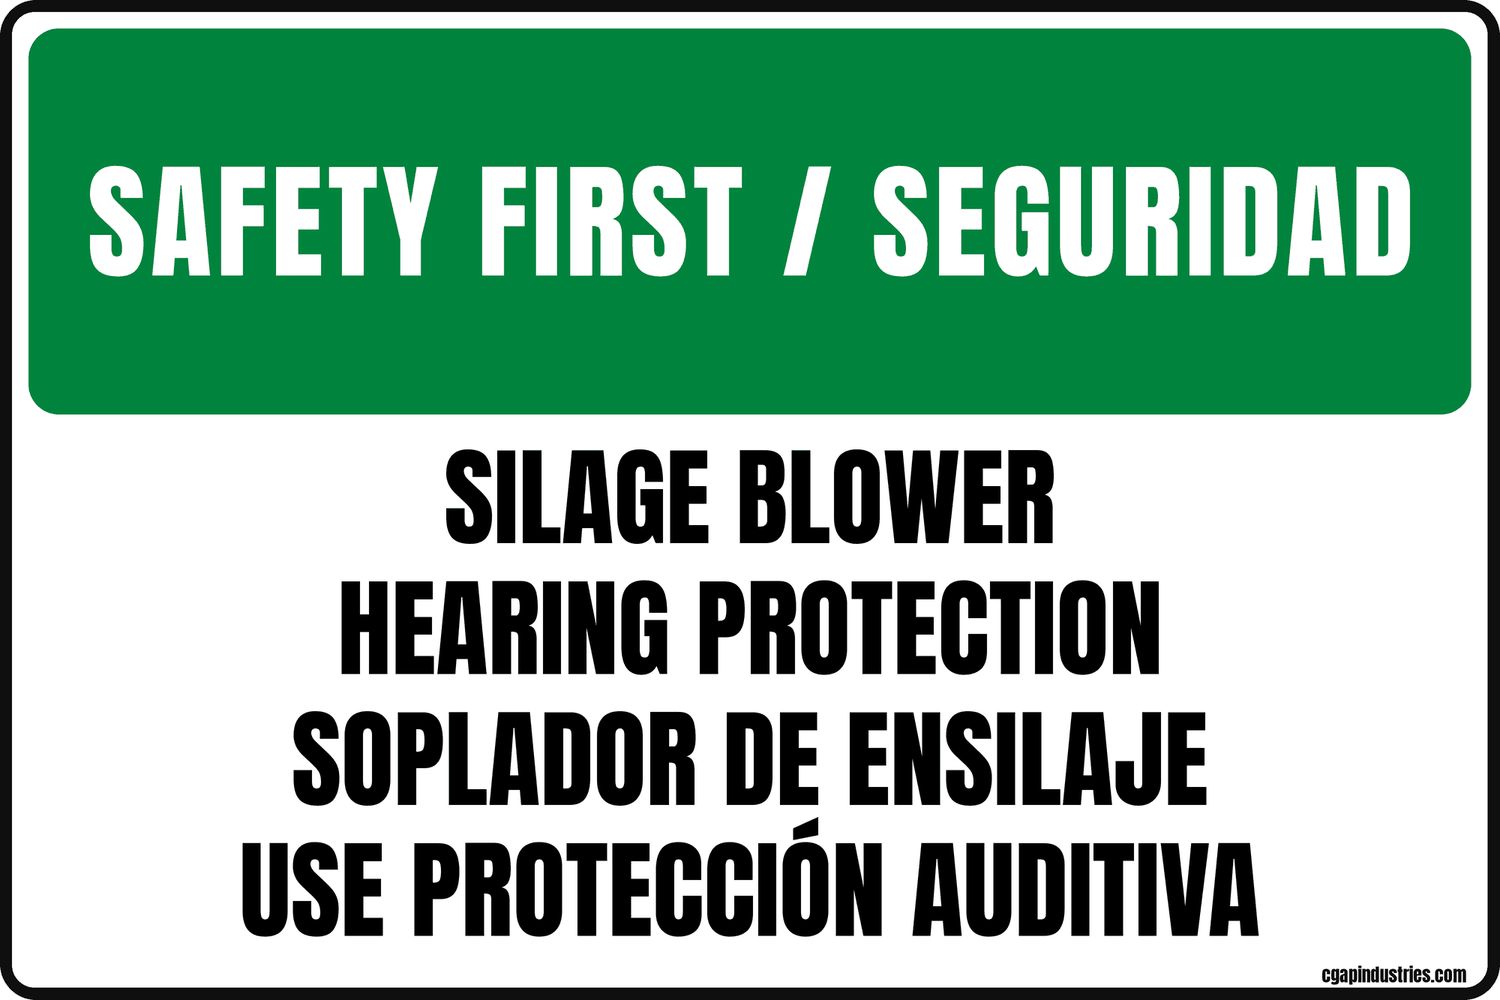 SAFETY FIRST / SEGURIDAD
SILAGE BLOWER
HEARING PROTECTION
SOPLADOR DE ENSILAJE
USE PROTECCIÓN AUDITIVA
cgapindustries.com